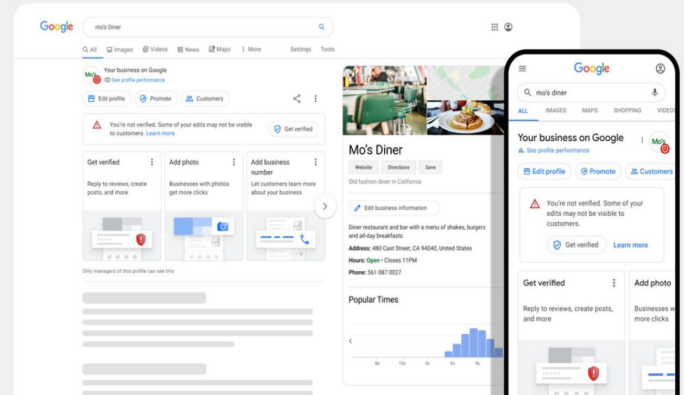 Google
mo's Diner
All Images Videos News Maps More Settings Tools
Mo's
Your business on Google
See profile performance
Edit profile Promote Customers
You're not verified. Some of your edits may not be visible
to customers. Learn more
Get verified
Get verified
Reply to reviews, create
posts, and more
Add photo
Businesses with photos
get more clicks
Add business
number
Let customers learn more
about your business
Only managers of this profile can see this
Mo's Diner
Website Directions Save
Old fashion diner in California
Edit business information
Diner restaurant and bar with a menu of shakes, burgers
and all-day breakfasts.
Address: 480 Cast Street, CA 94040, United States
Hours: Open • Closes 11PM
Phone: 561 087 0027
Popular Times
Google
mo's diner
ALL IMAGES MAPS SHOPPING VIDEOS
Your business on Google
See profile performance
Mo's
Edit profile Promote Customers
You're not verified. Some of your
edits may not be visible to
customers.
Get verified Learn more
Get verified
Reply to reviews, create posts,
and more
Add photo
Businesses w
more clicks